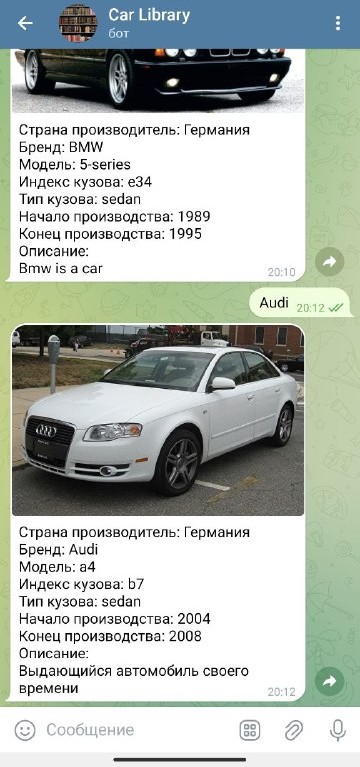 Car Library
бот
Страна производитель: Германия
Бренд: BMW
Модель: 5-series
Индекс кузова: e34
Тип кузова: sedan
Начало производства: 1989
Конец производства: 1995
Описание:
Bmw is a car
20:10
Audi 20:12
Страна производитель: Германия
Бренд: Audi
Модель: a4
Индекс кузова: b7
Тип кузова: sedan
Начало производства: 2004
Конец производства: 2008
Описание:
Выдающийся автомобиль своего
времени
20:12
Сообщение